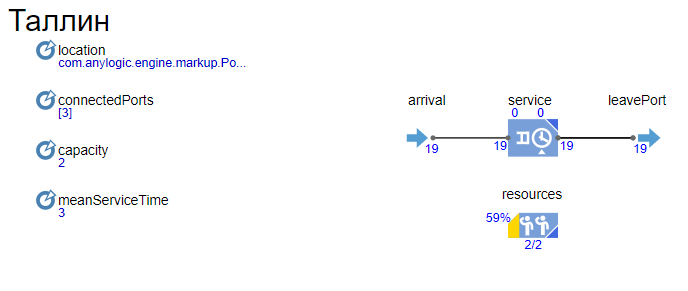 Таллин
location
com.anylogic.engine.markup.Po...
connectedPorts
[3]
capacity
2
meanServiceTime
3
arrival
service
leavePort
0 0
19
19
19
19
resources
59%
2/2